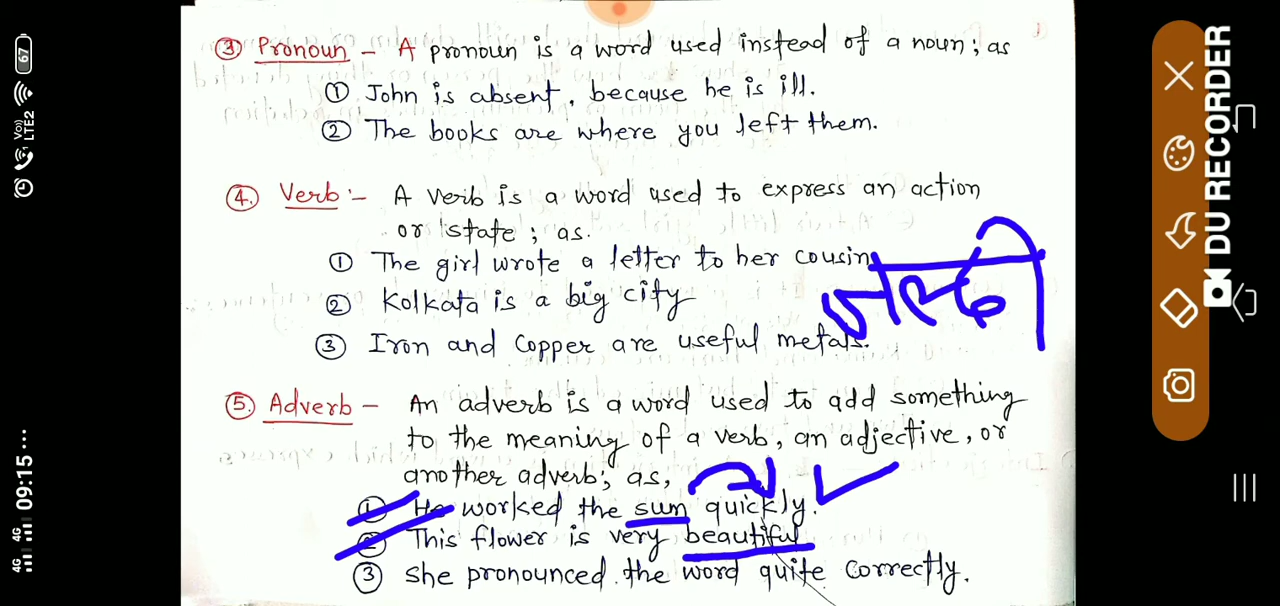 ③ Pronoun - A pronoun is a word used instead of a noun; as
① John is absent, because he is ill.
② The books are where you left them.
④. Verb :- A verb is a word used to express an action
or state; as.
① The girl wrote a letter to her cousin
② Kolkata is a big city
③ Iron and Copper are useful metals.
जल्दी
⑤. Adverb - An adverb is a word used to add something
to the meaning of a verb, an adjective, or
another adverb; as,
① He worked the sum quickly.
② This flower is very beautiful
③ She pronounced the word quite correctly.
DU RECORDER
67
Vo))
LTE2
4G 4G 09:15 ...